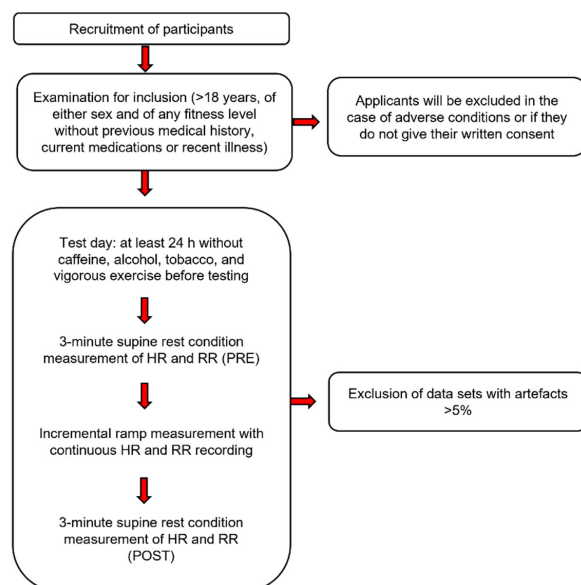 Recruitment of participants
Examination for inclusion (>18 years, of
either sex and of any fitness level
without previous medical history,
current medications or recent illness)
Applicants will be excluded in the
case of adverse conditions or if they
do not give their written consent
Test day: at least 24 h without
caffeine, alcohol, tobacco, and
vigorous exercise before testing
3-minute supine rest condition
measurement of HR and RR (PRE)
Exclusion of data sets with artefacts
>5%
Incremental ramp measurement with
continuous HR and RR recording
3-minute supine rest condition
measurement of HR and RR
(POST)